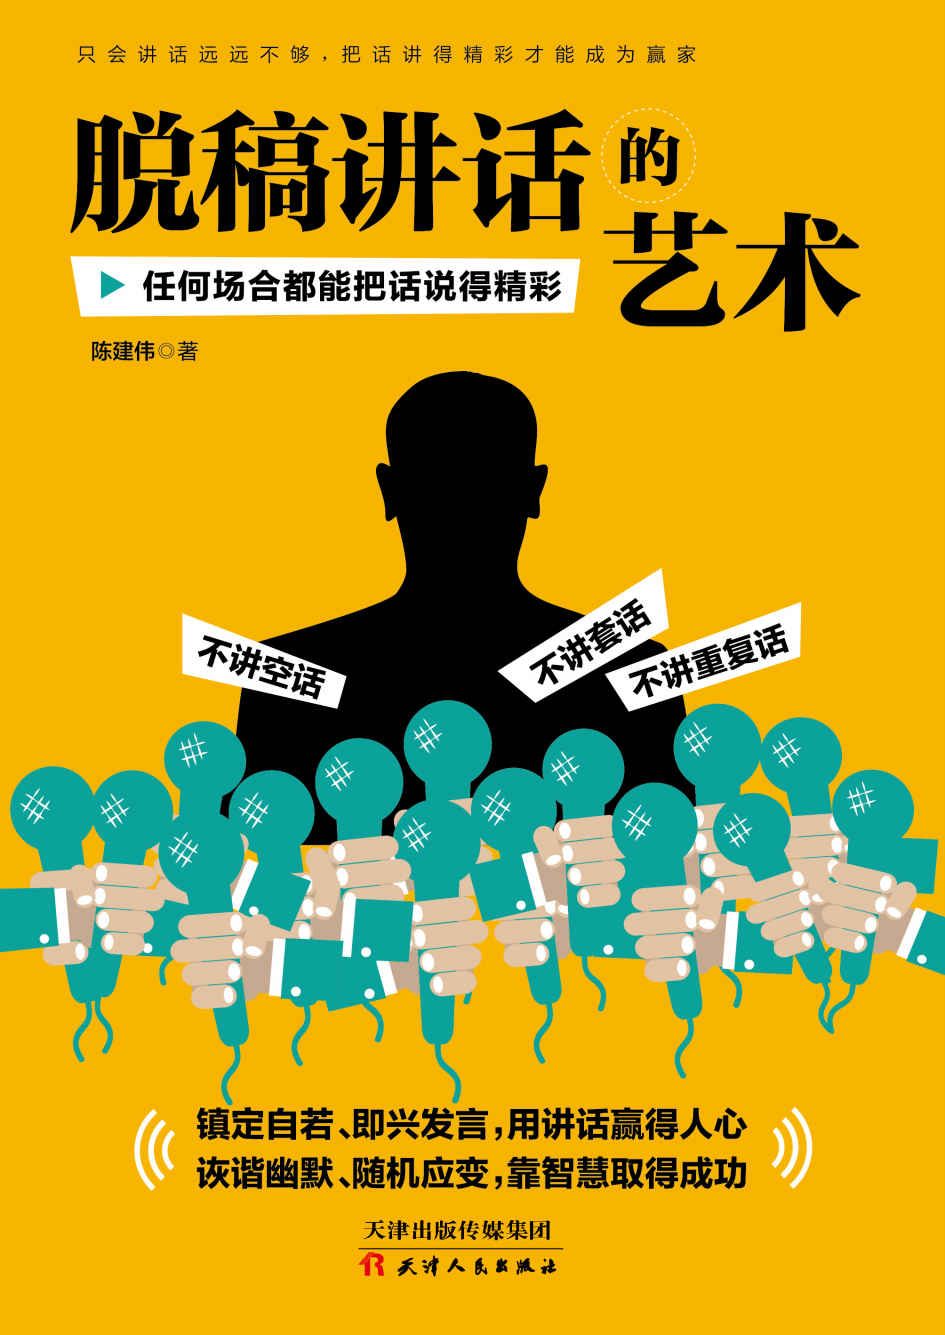 只会讲话远远不够，把话讲得精彩才能成为赢家
脱稿讲话的
艺术
任何场合都能把话说得精彩
陈建伟◎著
不讲空话
不讲套话
不讲重复话
镇定自若、即兴发言，用讲话赢得人心
诙谐幽默、随机应变，靠智慧取得成功
天津出版传媒集团
天津人民出版社